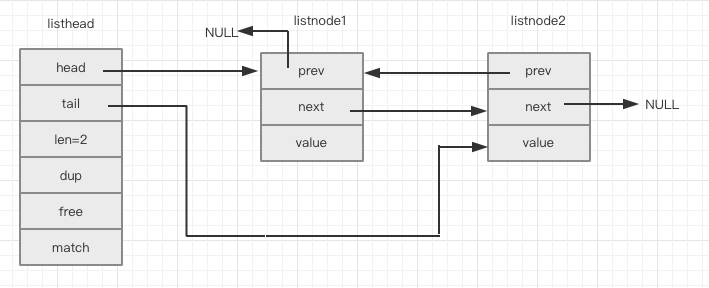 listhead
head
tail
len=2
dup
free
match
NULL
listnode1
prev
next
value
listnode2
prev
next
value
NULL